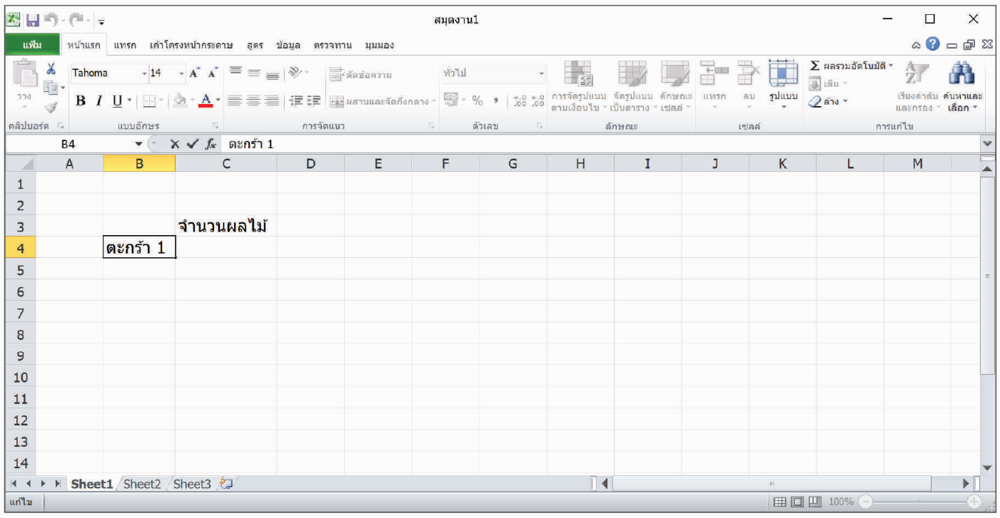 สมุดงาน1
แฟ้ม หน้าแรก แทรก เค้าโครงหน้ากระดาษ สูตร ข้อมูล ตรวจทาน มุมมอง
Tahoma 14 ตัดข้อความ ทั่วไป Σ ผลรวมอัตโนมัติ
เติม
วาง B I U A ผสานและจัดกึ่งกลาง % , .00 .00 การจัดรูปแบบ จัดรูปแบบ ลักษณะ แทรก ลบ รูปแบบ ล้าง เรียงลำดับ ค้นหาและ
ตามเงื่อนไข เป็นตาราง เซลล์ และกรอง เลือก
คลิปบอร์ด แบบอักษร การจัดแนว ตัวเลข ลักษณะ เซลล์ การแก้ไข
B4 fx ตะกร้า 1
A B C D E F G H I J K L M
1
2
3 จำนวนผลไม้
4 ตะกร้า 1
5
6
7
8
9
10
11
12
13
14
Sheet1 Sheet2 Sheet3
แก้ไข 100%